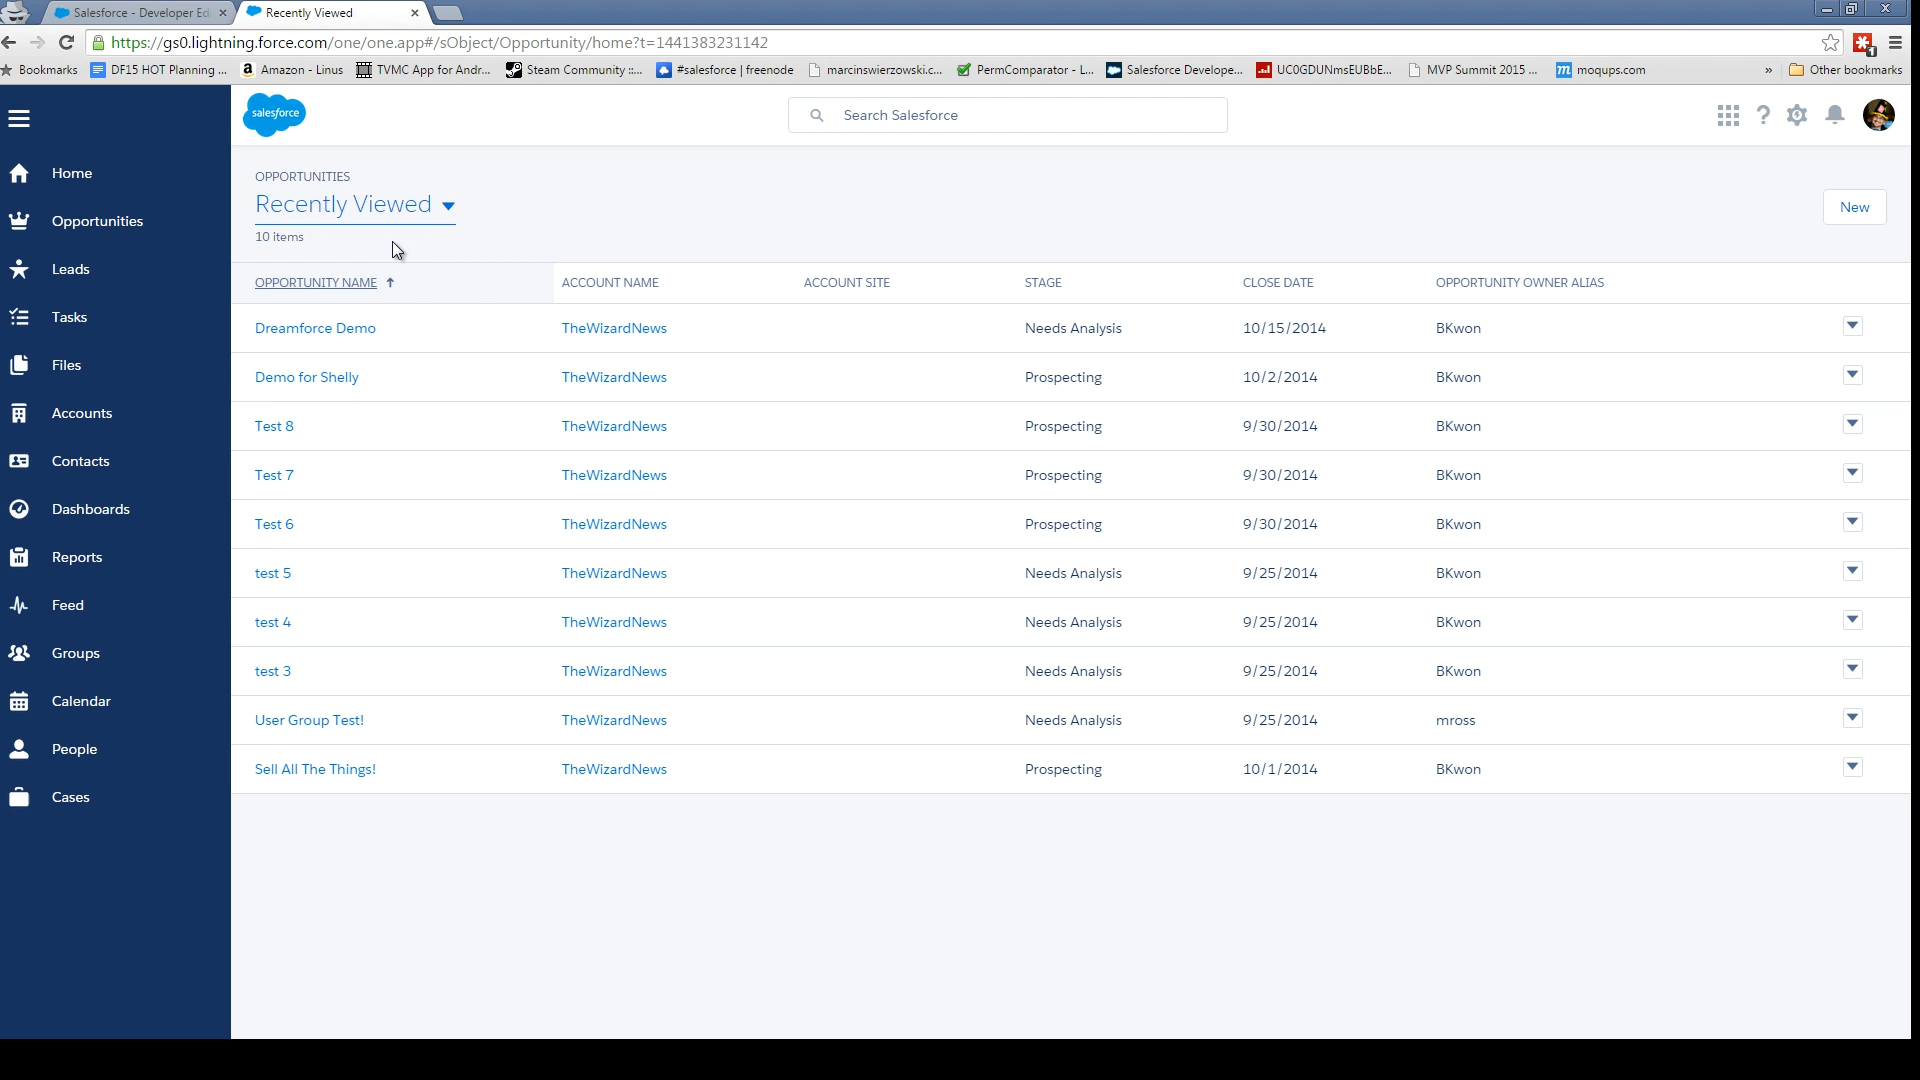 Salesforce - Developer Ed
Recently Viewed
https://gs0.lightning.force.com/one/one.app#/sObject/Opportunity/home?t=1441383231142
1
Bookmarks DF15 HOT Planning ... Amazon - Linus TVMC App for Andr... Steam Community ::... #salesforce | freenode marcinswierzowski.c... PermComparator - L... Salesforce Develope... UC0GDUNmsEUBbE... MVP Summit 2015 ... moqups.com » Other bookmarks
salesforce
Search Salesforce
Home
Opportunities
Leads
Tasks
Files
Accounts
Contacts
Dashboards
Reports
Feed
Groups
Calendar
People
Cases
OPPORTUNITIES
Recently Viewed
10 items
New
OPPORTUNITY NAME ACCOUNT NAME ACCOUNT SITE STAGE CLOSE DATE OPPORTUNITY OWNER ALIAS
Dreamforce Demo TheWizardNews Needs Analysis 10/15/2014 BKwon
Demo for Shelly TheWizardNews Prospecting 10/2/2014 BKwon
Test 8 TheWizardNews Prospecting 9/30/2014 BKwon
Test 7 TheWizardNews Prospecting 9/30/2014 BKwon
Test 6 TheWizardNews Prospecting 9/30/2014 BKwon
test 5 TheWizardNews Needs Analysis 9/25/2014 BKwon
test 4 TheWizardNews Needs Analysis 9/25/2014 BKwon
test 3 TheWizardNews Needs Analysis 9/25/2014 BKwon
User Group Test! TheWizardNews Needs Analysis 9/25/2014 mross
Sell All The Things! TheWizardNews Prospecting 10/1/2014 BKwon